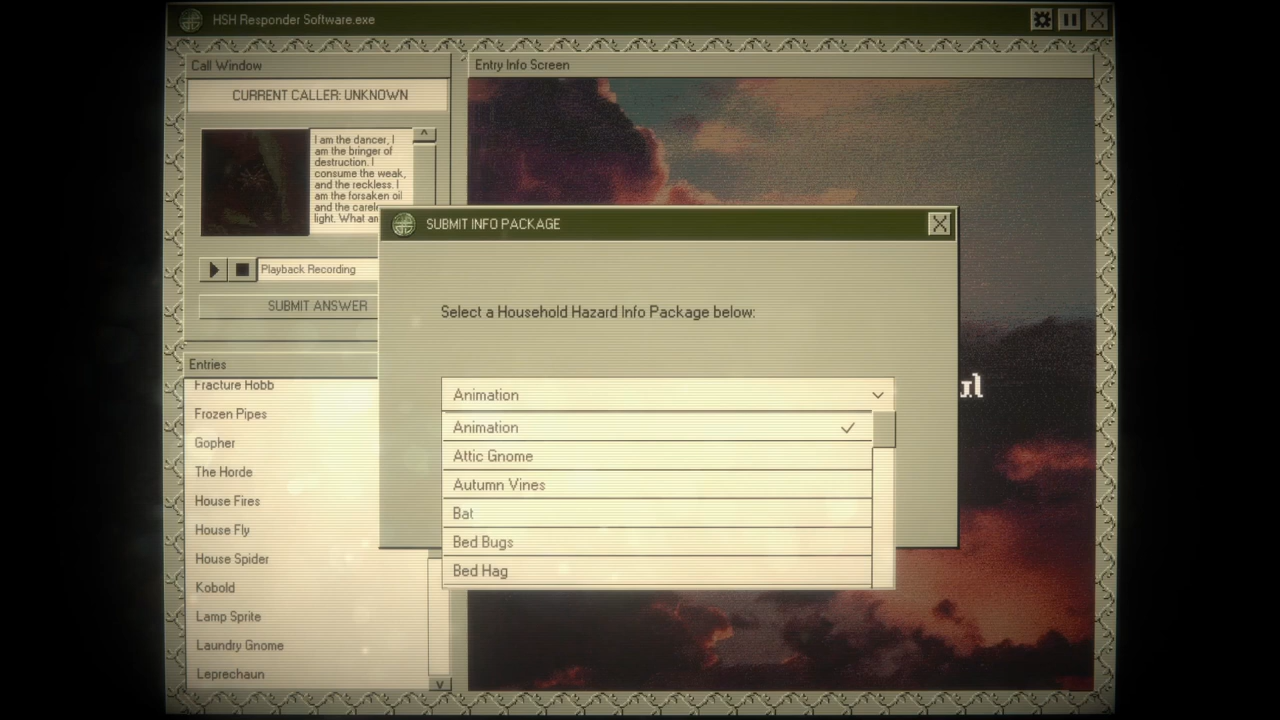 HSH Responder Software.exe
Call Window
CURRENT CALLER: UNKNOWN
I am the dancer, I
am the bringer of
destruction. I
consume the weak,
and the reckless. I
am the forsaken oil
and the
light. What
Playback Recording
SUBMIT ANSWER
Entries
Fracture Hobb
Frozen Pipes
Gopher
The Horde
House Fires
House Fly
House Spider
Kobold
Lamp Sprite
Laundry Gnome
Leprechaun
Entry Info Screen
SUBMIT INFO PACKAGE
Select a Household Hazard Info Package below:
Animation
Animation
Attic Gnome
Autumn Vines
Bat
Bed Bugs
Bed Hag